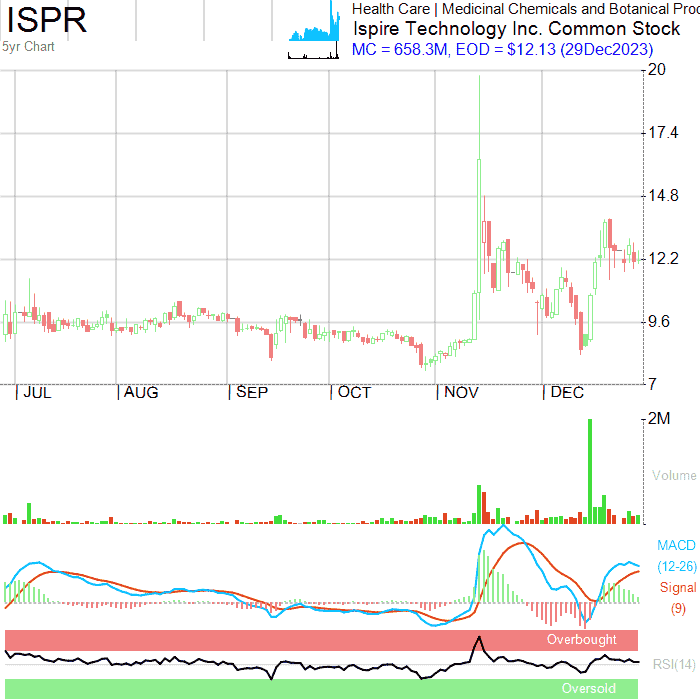 ISPR
5yr Chart
Health Care | Medicinal Chemicals and Botanical Proc
Ispire Technology Inc. Common Stock
MC = 658.3M, EOD = $12.13 (29Dec2023)
20
17.4
14.8
12.2
9.6
7
JUL AUG SEP OCT NOV DEC
2M
Volume
MACD
(12-26)
Signal
(9)
Overbought
RSI(14)
Oversold